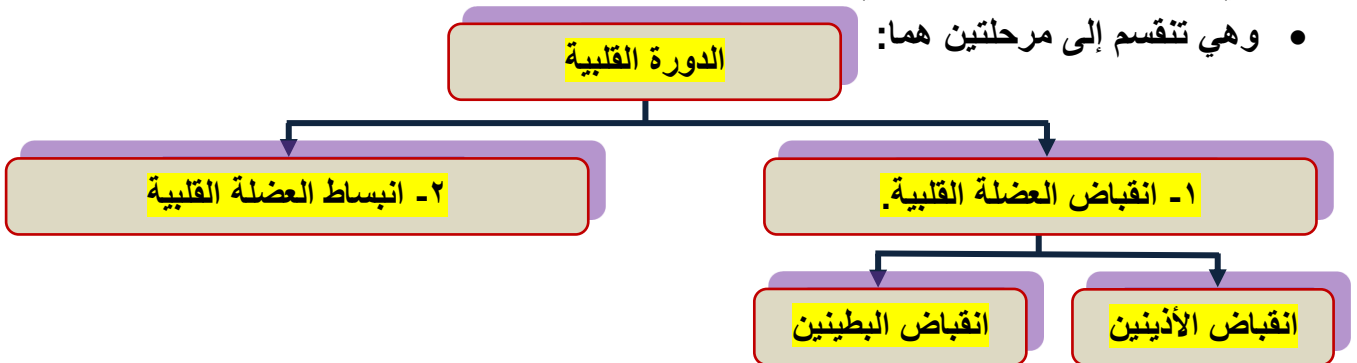 • وهي تنقسم إلى مرحلتين هما:
الدورة القلبية
١- انقباض العضلة القلبية.
٢- انبساط العضلة القلبية
انقباض الأذينين
انقباض البطينين